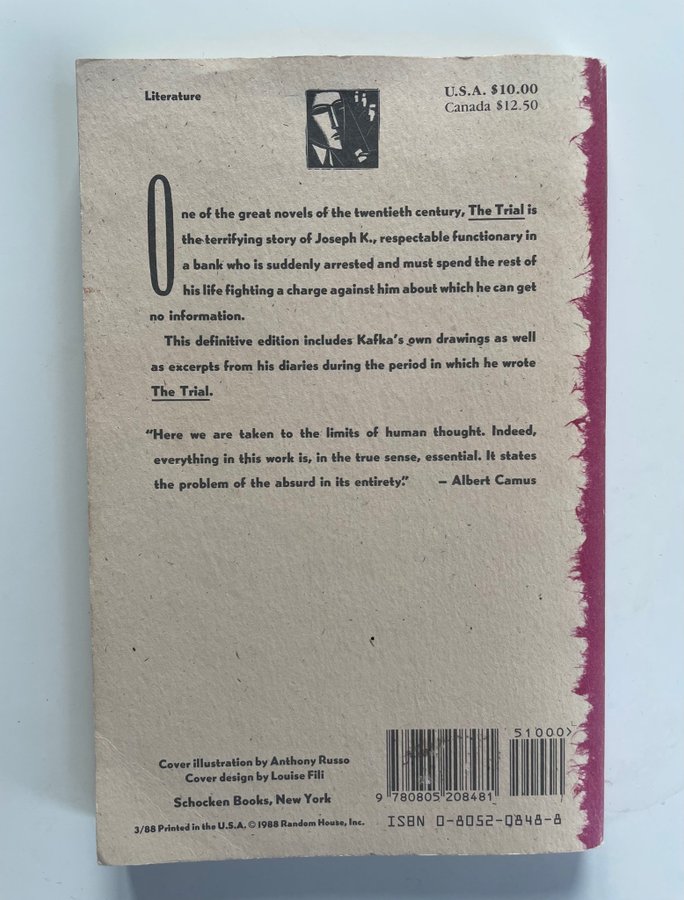 Literature
U.S.A. $10.00
Canada $12.50
One of the great novels of the twentieth century, The Trial is
the terrifying story of Joseph K., respectable functionary in
a bank who is suddenly arrested and must spend the rest of
his life fighting a charge against him about which he can get
no information.
This definitive edition includes Kafka's own drawings as well
as excerpts from his diaries during the period in which he wrote
The Trial.
“Here we are taken to the limits of human thought. Indeed,
everything in this work is, in the true sense, essential. It states
the problem of the absurd in its entirety.” – Albert Camus
Cover illustration by Anthony Russo
Cover design by Louise Fili
Schocken Books, New York
3/88 Printed in the U.S.A. © 1988 Random House, Inc.
51000>
9 780805 208481
ISBN 0-8052-0848-8